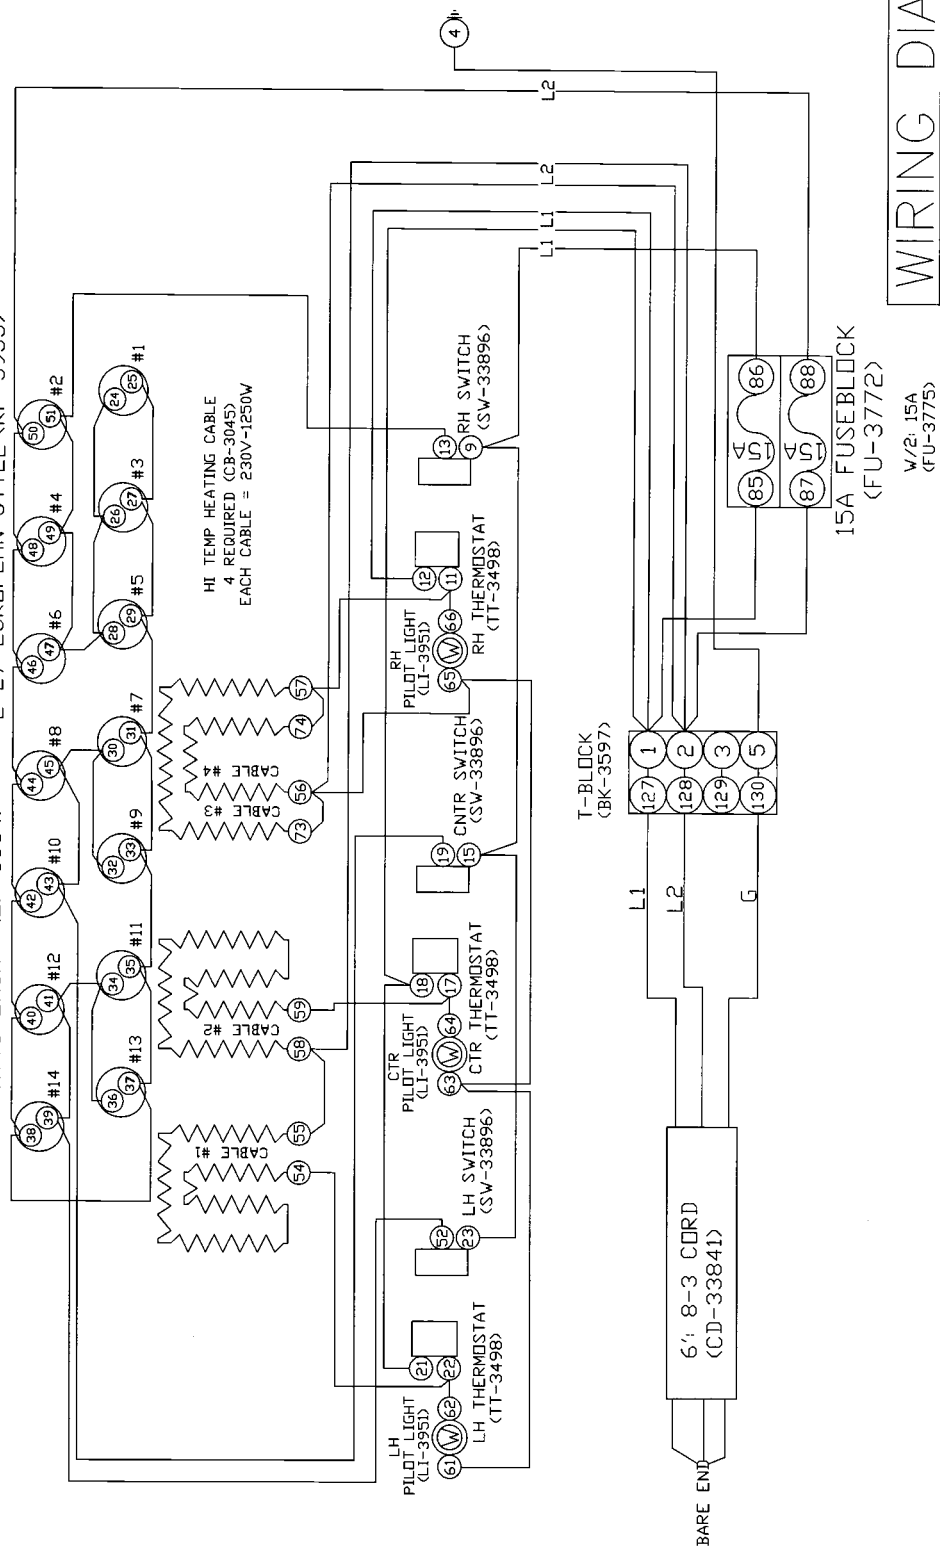 4
L2
50 51 #2
48 49 #4
46 47 #6
44 45 #8
42 43 #10
40 41 #12
38 39 #14
24 25 #1
26 27 #3
28 29 #5
30 31 #7
32 33 #9
34 35 #11
36 37 #13
HI TEMP HEATING CABLE
4 REQUIRED (CB-3045)
EACH CABLE = 230V-1250W
57
74
CABLE #4
56
CABLE #3
73
59
CABLE #2
58
55
CABLE #1
54
L2
L1
L1
13
9
RH SWITCH
(SW-33896)
12
11
RH THERMOSTAT
(TT-3498)
66
W
65
RH
PILOT LIGHT
(LI-3951)
19
15
CNTR SWITCH
(SW-33896)
18
17
CTR THERMOSTAT
(TT-3498)
64
W
63
CTR
PILOT LIGHT
(LI-3951)
52
23
LH SWITCH
(SW-33896)
21
22
LH THERMOSTAT
(TT-3498)
62
W
61
LH
PILOT LIGHT
(LI-3951)
T-BLOCK
(BK-3597)
127 1
128 2
129 3
130 5
L1
L2
G
6': 8-3 CORD
(CD-33841)
BARE END
85 15A 86
87 15A 88
15A FUSEBLOCK
(FU-3772)
W/2: 15A
(FU-3775)
WIRING DIA